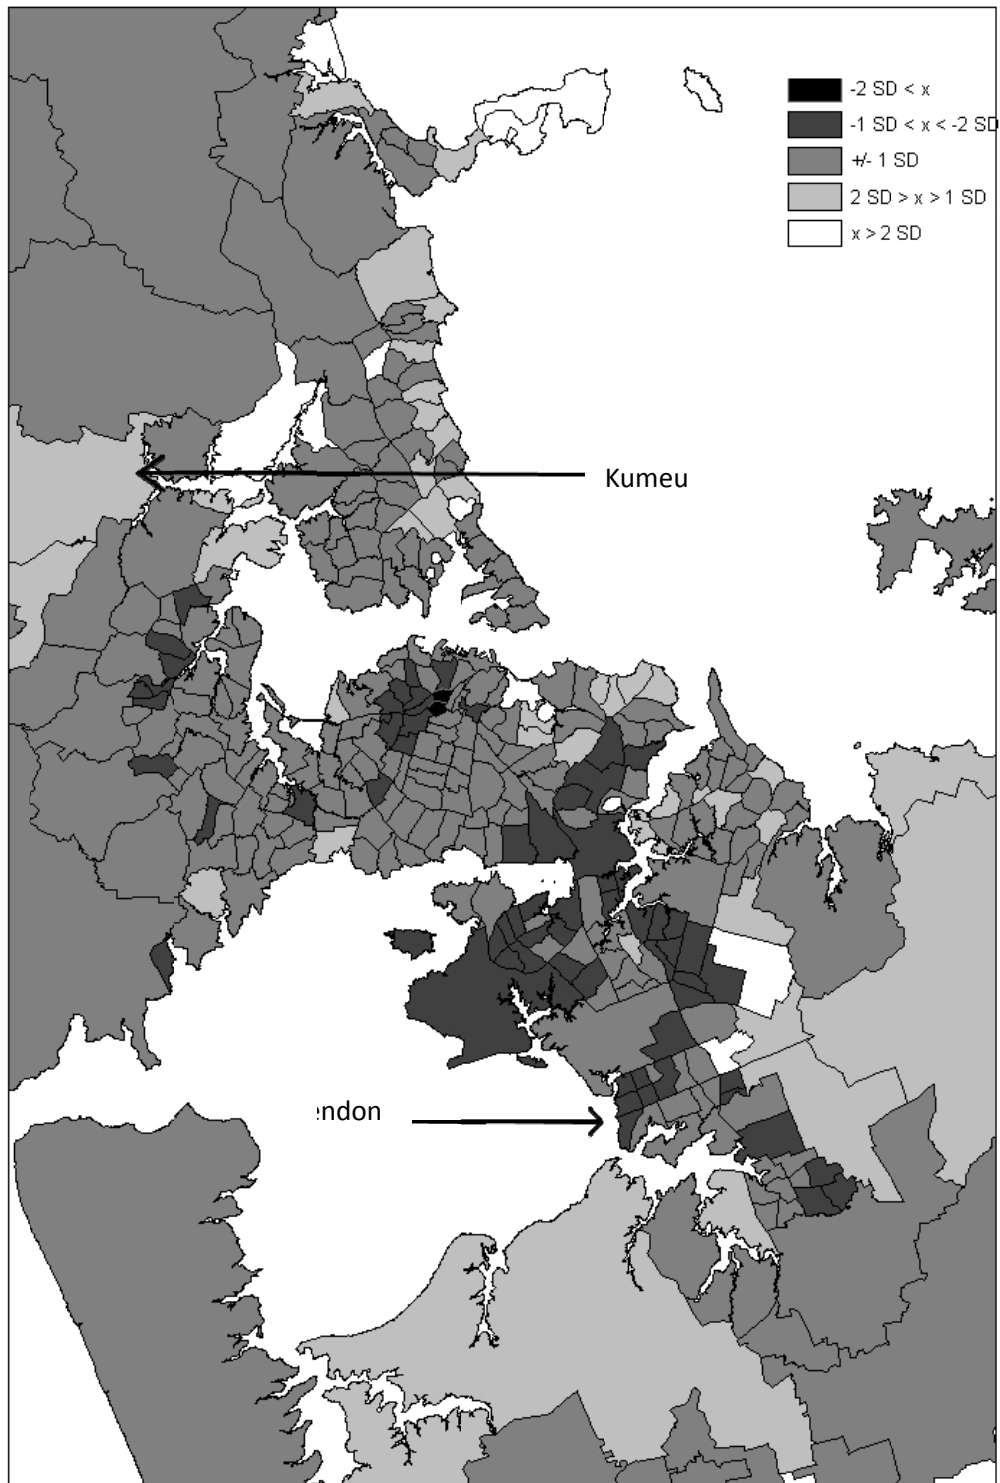 -2 SD < x
-1 SD < x < -2 SD
+/- 1 SD
2 SD > x > 1 SD
x > 2 SD
Kumeu
endon